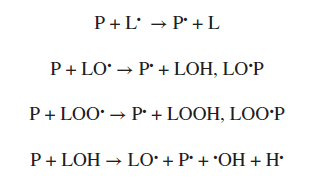 P + L• → P• + L
P + LO• → P• + LOH, LO•P
P + LOO• → P• + LOOH, LOO•P
P + LOH → LO• + P• + •OH + H•